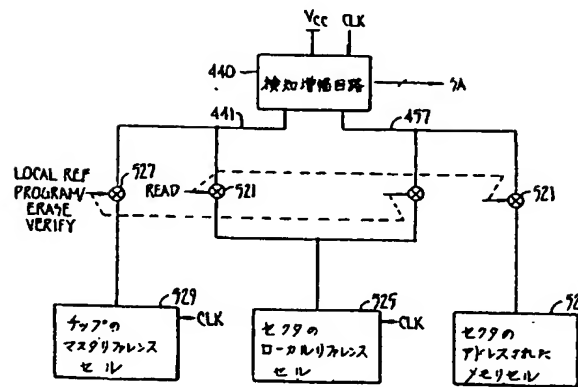 VCC CLK
440
検知増幅回路
SA
441
457
527
LOCAL REF
PROGRAM/
ERASE
VERIFY
READ
521
521
529
CLK
525
CLK
チップの
マスタリファレンス
セル
セクタの
ローカルリファレンス
セル
セクタの
アドレスされた
メモリセル